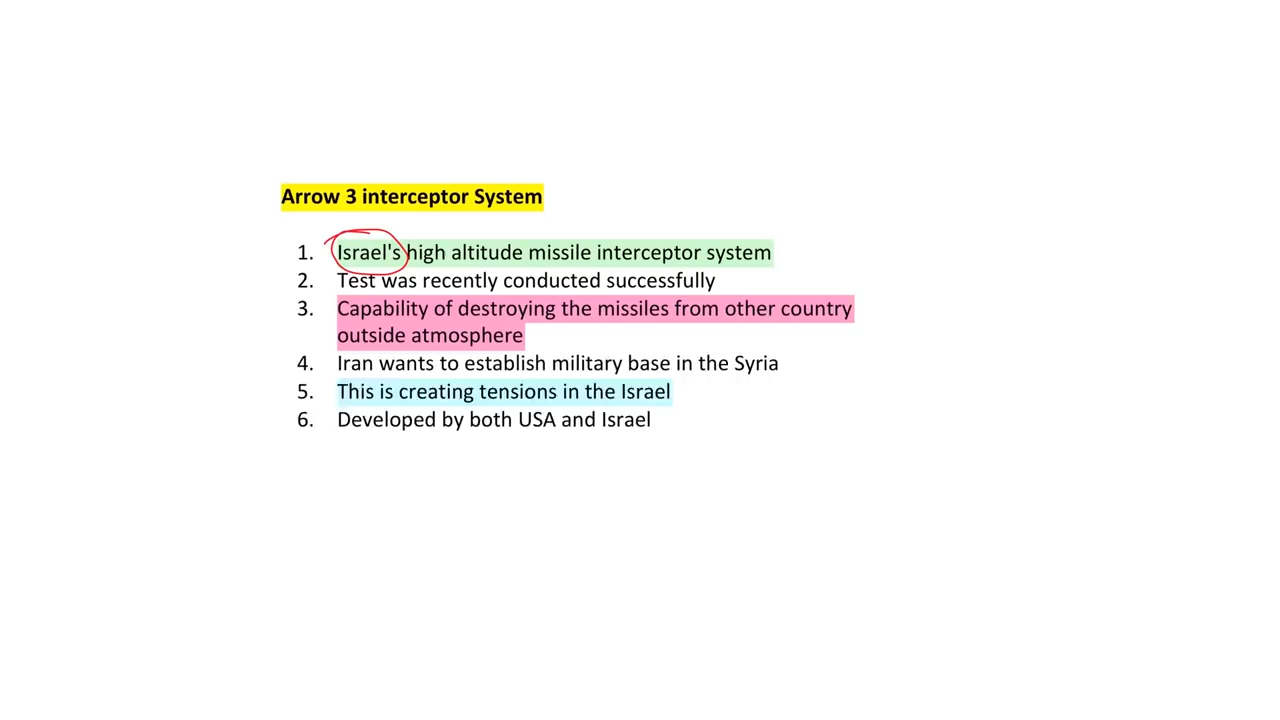 Arrow 3 interceptor System
1. Israel's high altitude missile interceptor system
2. Test was recently conducted successfully
3. Capability of destroying the missiles from other country
outside atmosphere
4. Iran wants to establish military base in the Syria
5. This is creating tensions in the Israel
6. Developed by both USA and Israel